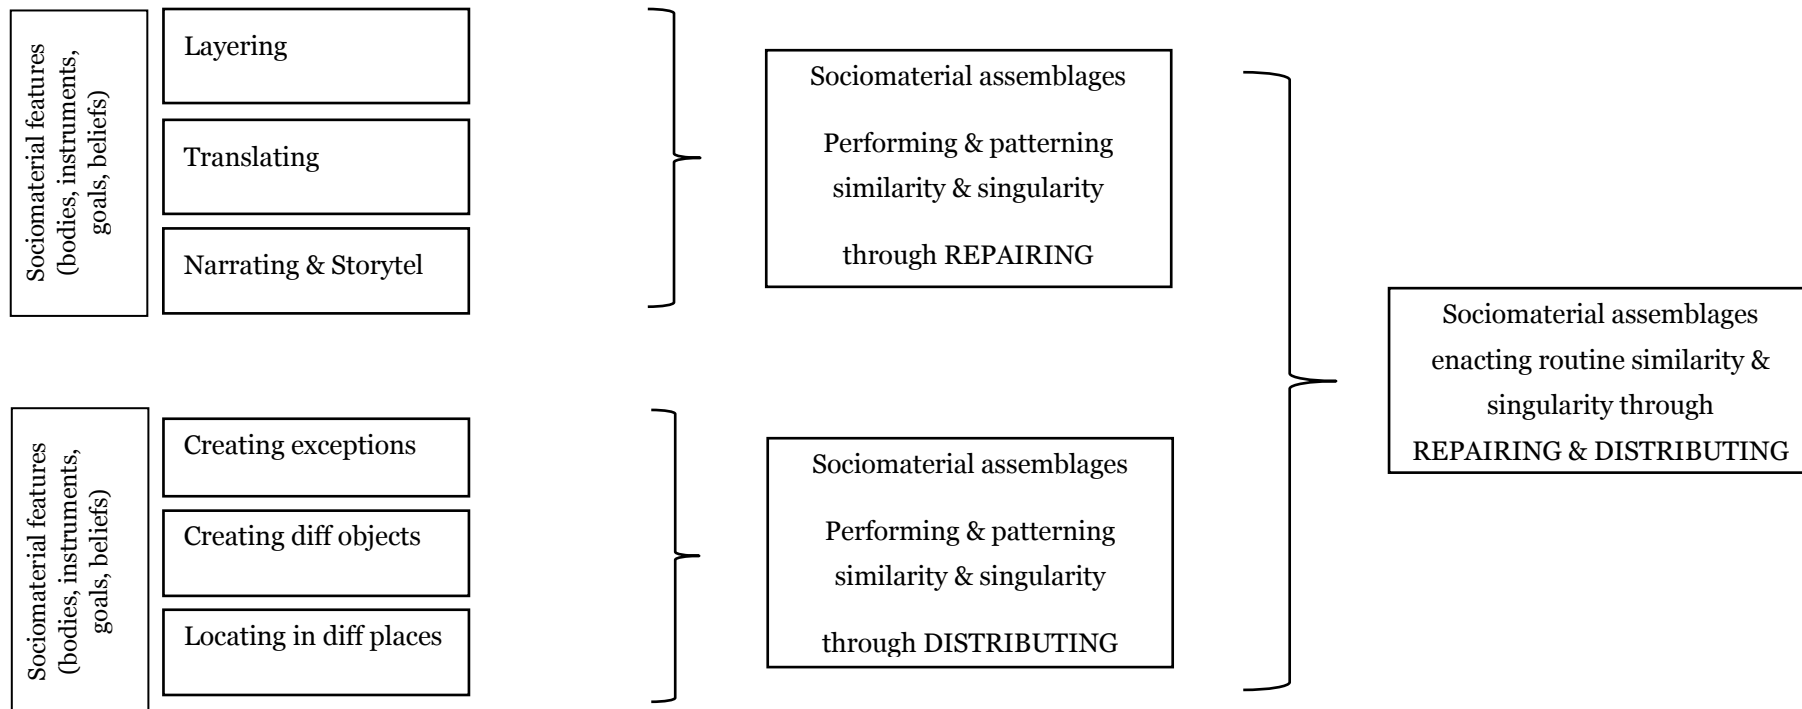 Sociomaterial features
(bodies, instruments,
goals, beliefs)
Layering
Translating
Narrating & Storytel
Sociomaterial assemblages
Performing & patterning
similarity & singularity
through REPAIRING
Sociomaterial features
(bodies, instruments,
goals, beliefs)
Creating exceptions
Creating diff objects
Locating in diff places
Sociomaterial assemblages
Performing & patterning
similarity & singularity
through DISTRIBUTING
Sociomaterial assemblages
enacting routine similarity &
singularity through
REPAIRING & DISTRIBUTING